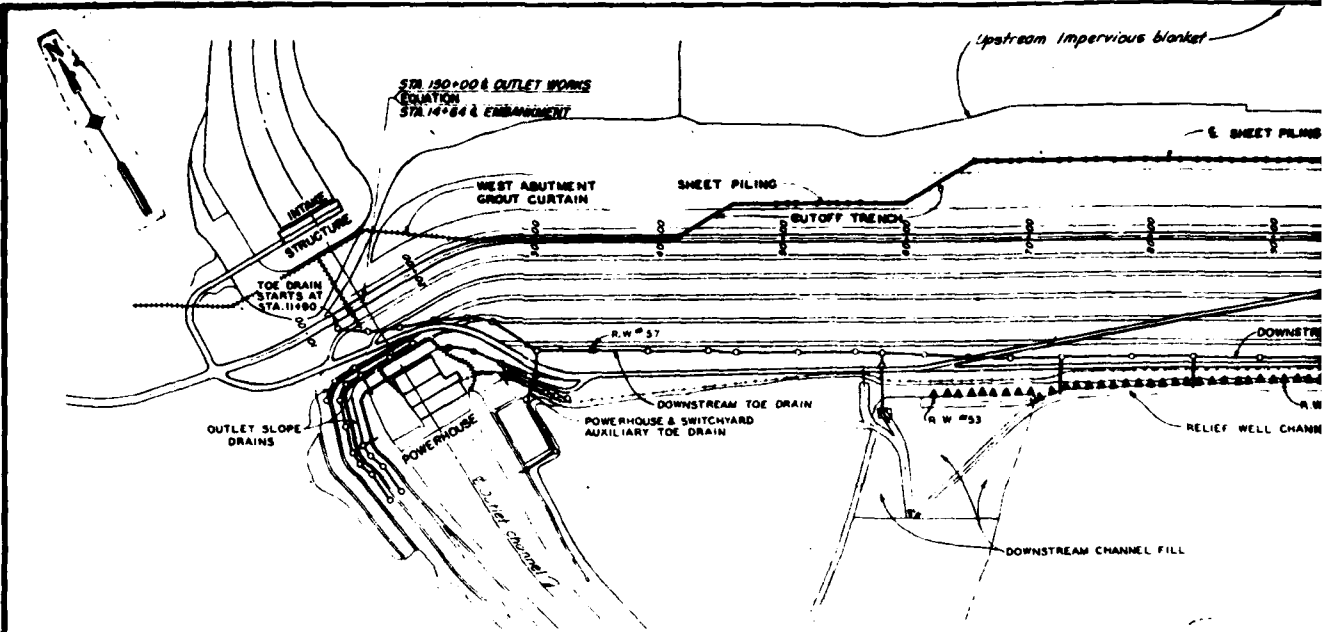 N
Upstream Impervious blanket
STA. 150+00 ℄ OUTLET WORKS
EQUATION
STA. 14+64 ℄ EMBANKMENT
℄ SHEET PILING
WEST ABUTMENT
GROUT CURTAIN
SHEET PILING
CUTOFF TRENCH
INTAKE
STRUCTURE
TOE DRAIN
STARTS AT
STA. 11+90
R.W #57
DOWNSTR
DOWNSTREAM TOE DRAIN
POWERHOUSE & SWITCHYARD
AUXILIARY TOE DRAIN
R W #53
R.W
RELIEF WELL CHANN
OUTLET SLOPE
DRAINS
POWERHOUSE
℄ Outlet channel
DOWNSTREAM CHANNEL FILL